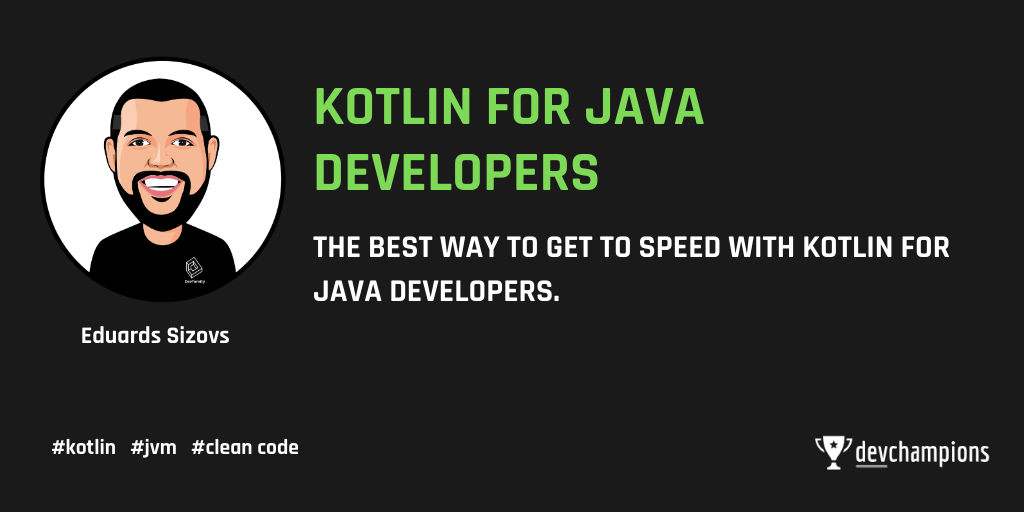 KOTLIN FOR JAVA
DEVELOPERS
THE BEST WAY TO GET TO SPEED WITH KOTLIN FOR
JAVA DEVELOPERS.
Eduards Sizovs
#kotlin #jvm #clean code
devchampions